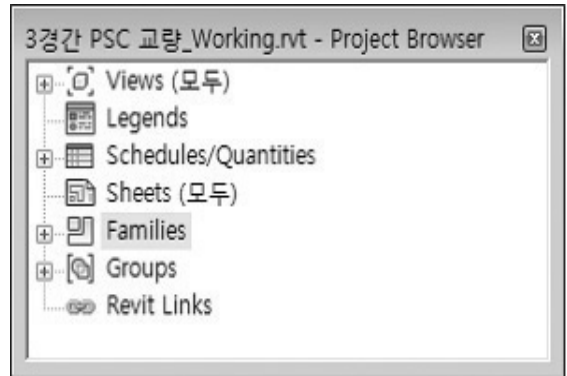 3경간 PSC 교량_Working.rvt - Project Browser
Views (모두)
Legends
Schedules/Quantities
Sheets (모두)
Families
Groups
Revit Links